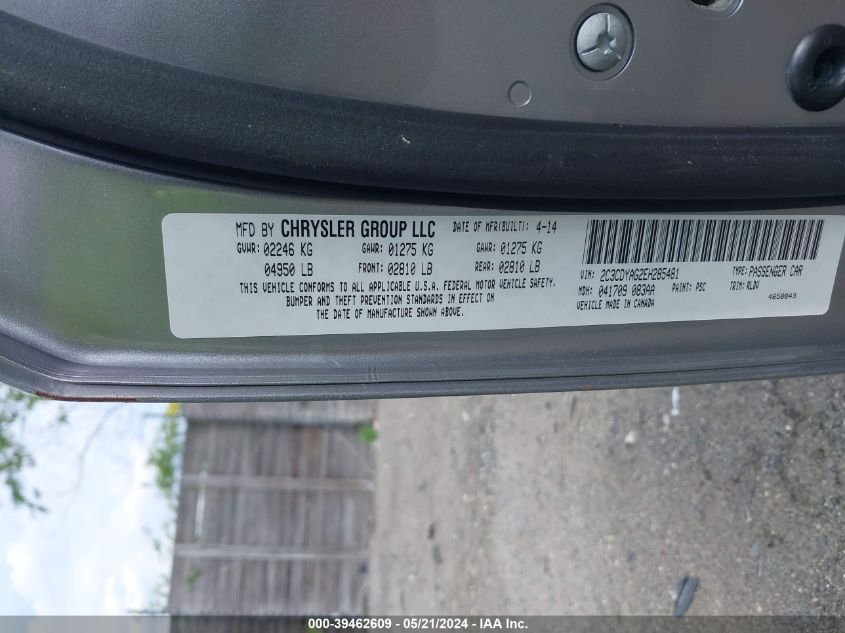 MFD BY CHRYSLER GROUP LLC DATE OF MFR(BUILT): 4-14
GVWR: 02246 KG GAWR: 01275 KG GAWR: 01275 KG
04950 LB FRONT: 02810 LB REAR: 02810 LB
THIS VEHICLE CONFORMS TO ALL APPLICABLE U.S.A. FEDERAL MOTOR VEHICLE SAFETY,
BUMPER AND THEFT PREVENTION STANDARDS IN EFFECT ON
THE DATE OF MANUFACTURE SHOWN ABOVE.
VIN: 2C3CDYAG2EH285481 TYPE: PASSENGER CAR
MDH: 041709 083AA PAINT: PSC TRIM: RLDV
VEHICLE MADE IN CANADA 4658843
000-39462609 - 05/21/2024 - IAA Inc.